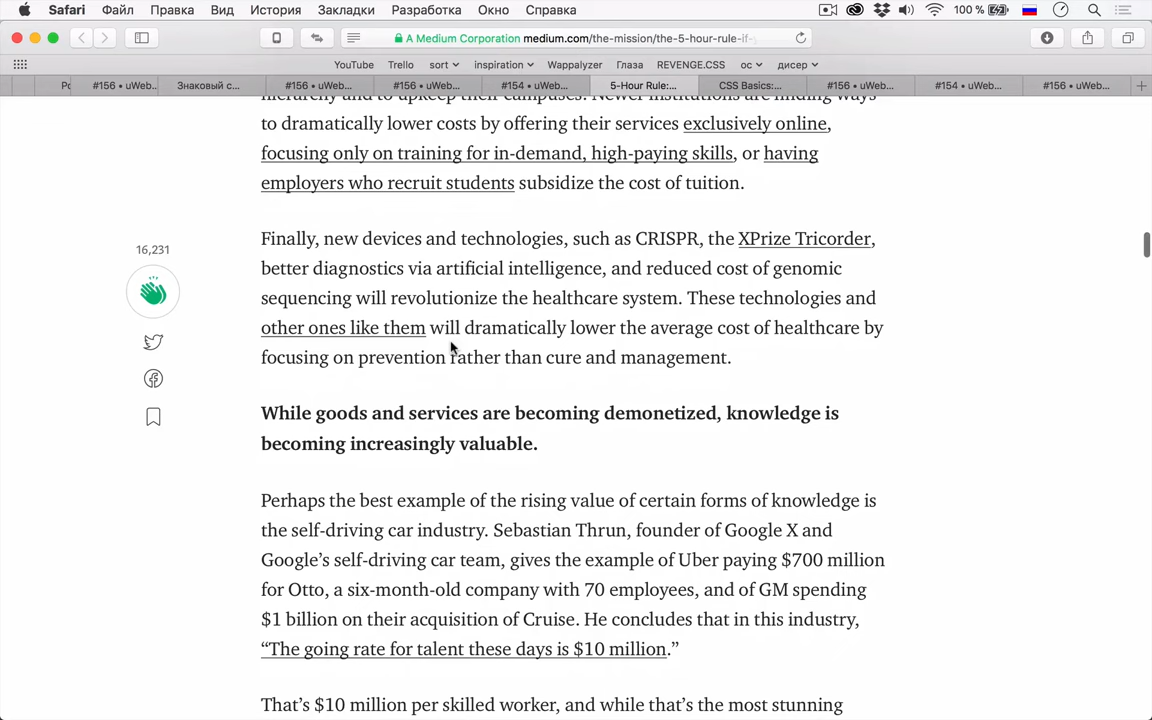 Safari Файл Правка Вид История Закладки Разработка Окно Справка 100 %
A Medium Corporation medium.com/the-mission/the-5-hour-rule-if-
YouTube Trello sort inspiration Wappalyzer Глаза REVENGE.CSS ос дисер
#156 • uWeb... Знаковый с... #156 • uWeb... #156 • uWeb... #154 • uWeb... 5-Hour Rule:... CSS Basics:... #156 • uWeb... #154 • uWeb... #156 • uWeb...
hierarchy and to upkeep their campuses. Newer institutions are finding ways
to dramatically lower costs by offering their services exclusively online,
focusing only on training for in-demand, high-paying skills, or having
employers who recruit students subsidize the cost of tuition.
16,231
Finally, new devices and technologies, such as CRISPR, the XPrize Tricorder,
better diagnostics via artificial intelligence, and reduced cost of genomic
sequencing will revolutionize the healthcare system. These technologies and
other ones like them will dramatically lower the average cost of healthcare by
focusing on prevention rather than cure and management.
While goods and services are becoming demonetized, knowledge is
becoming increasingly valuable.
Perhaps the best example of the rising value of certain forms of knowledge is
the self-driving car industry. Sebastian Thrun, founder of Google X and
Google’s self-driving car team, gives the example of Uber paying $700 million
for Otto, a six-month-old company with 70 employees, and of GM spending
$1 billion on their acquisition of Cruise. He concludes that in this industry,
“The going rate for talent these days is $10 million.”
That’s $10 million per skilled worker, and while that’s the most stunning